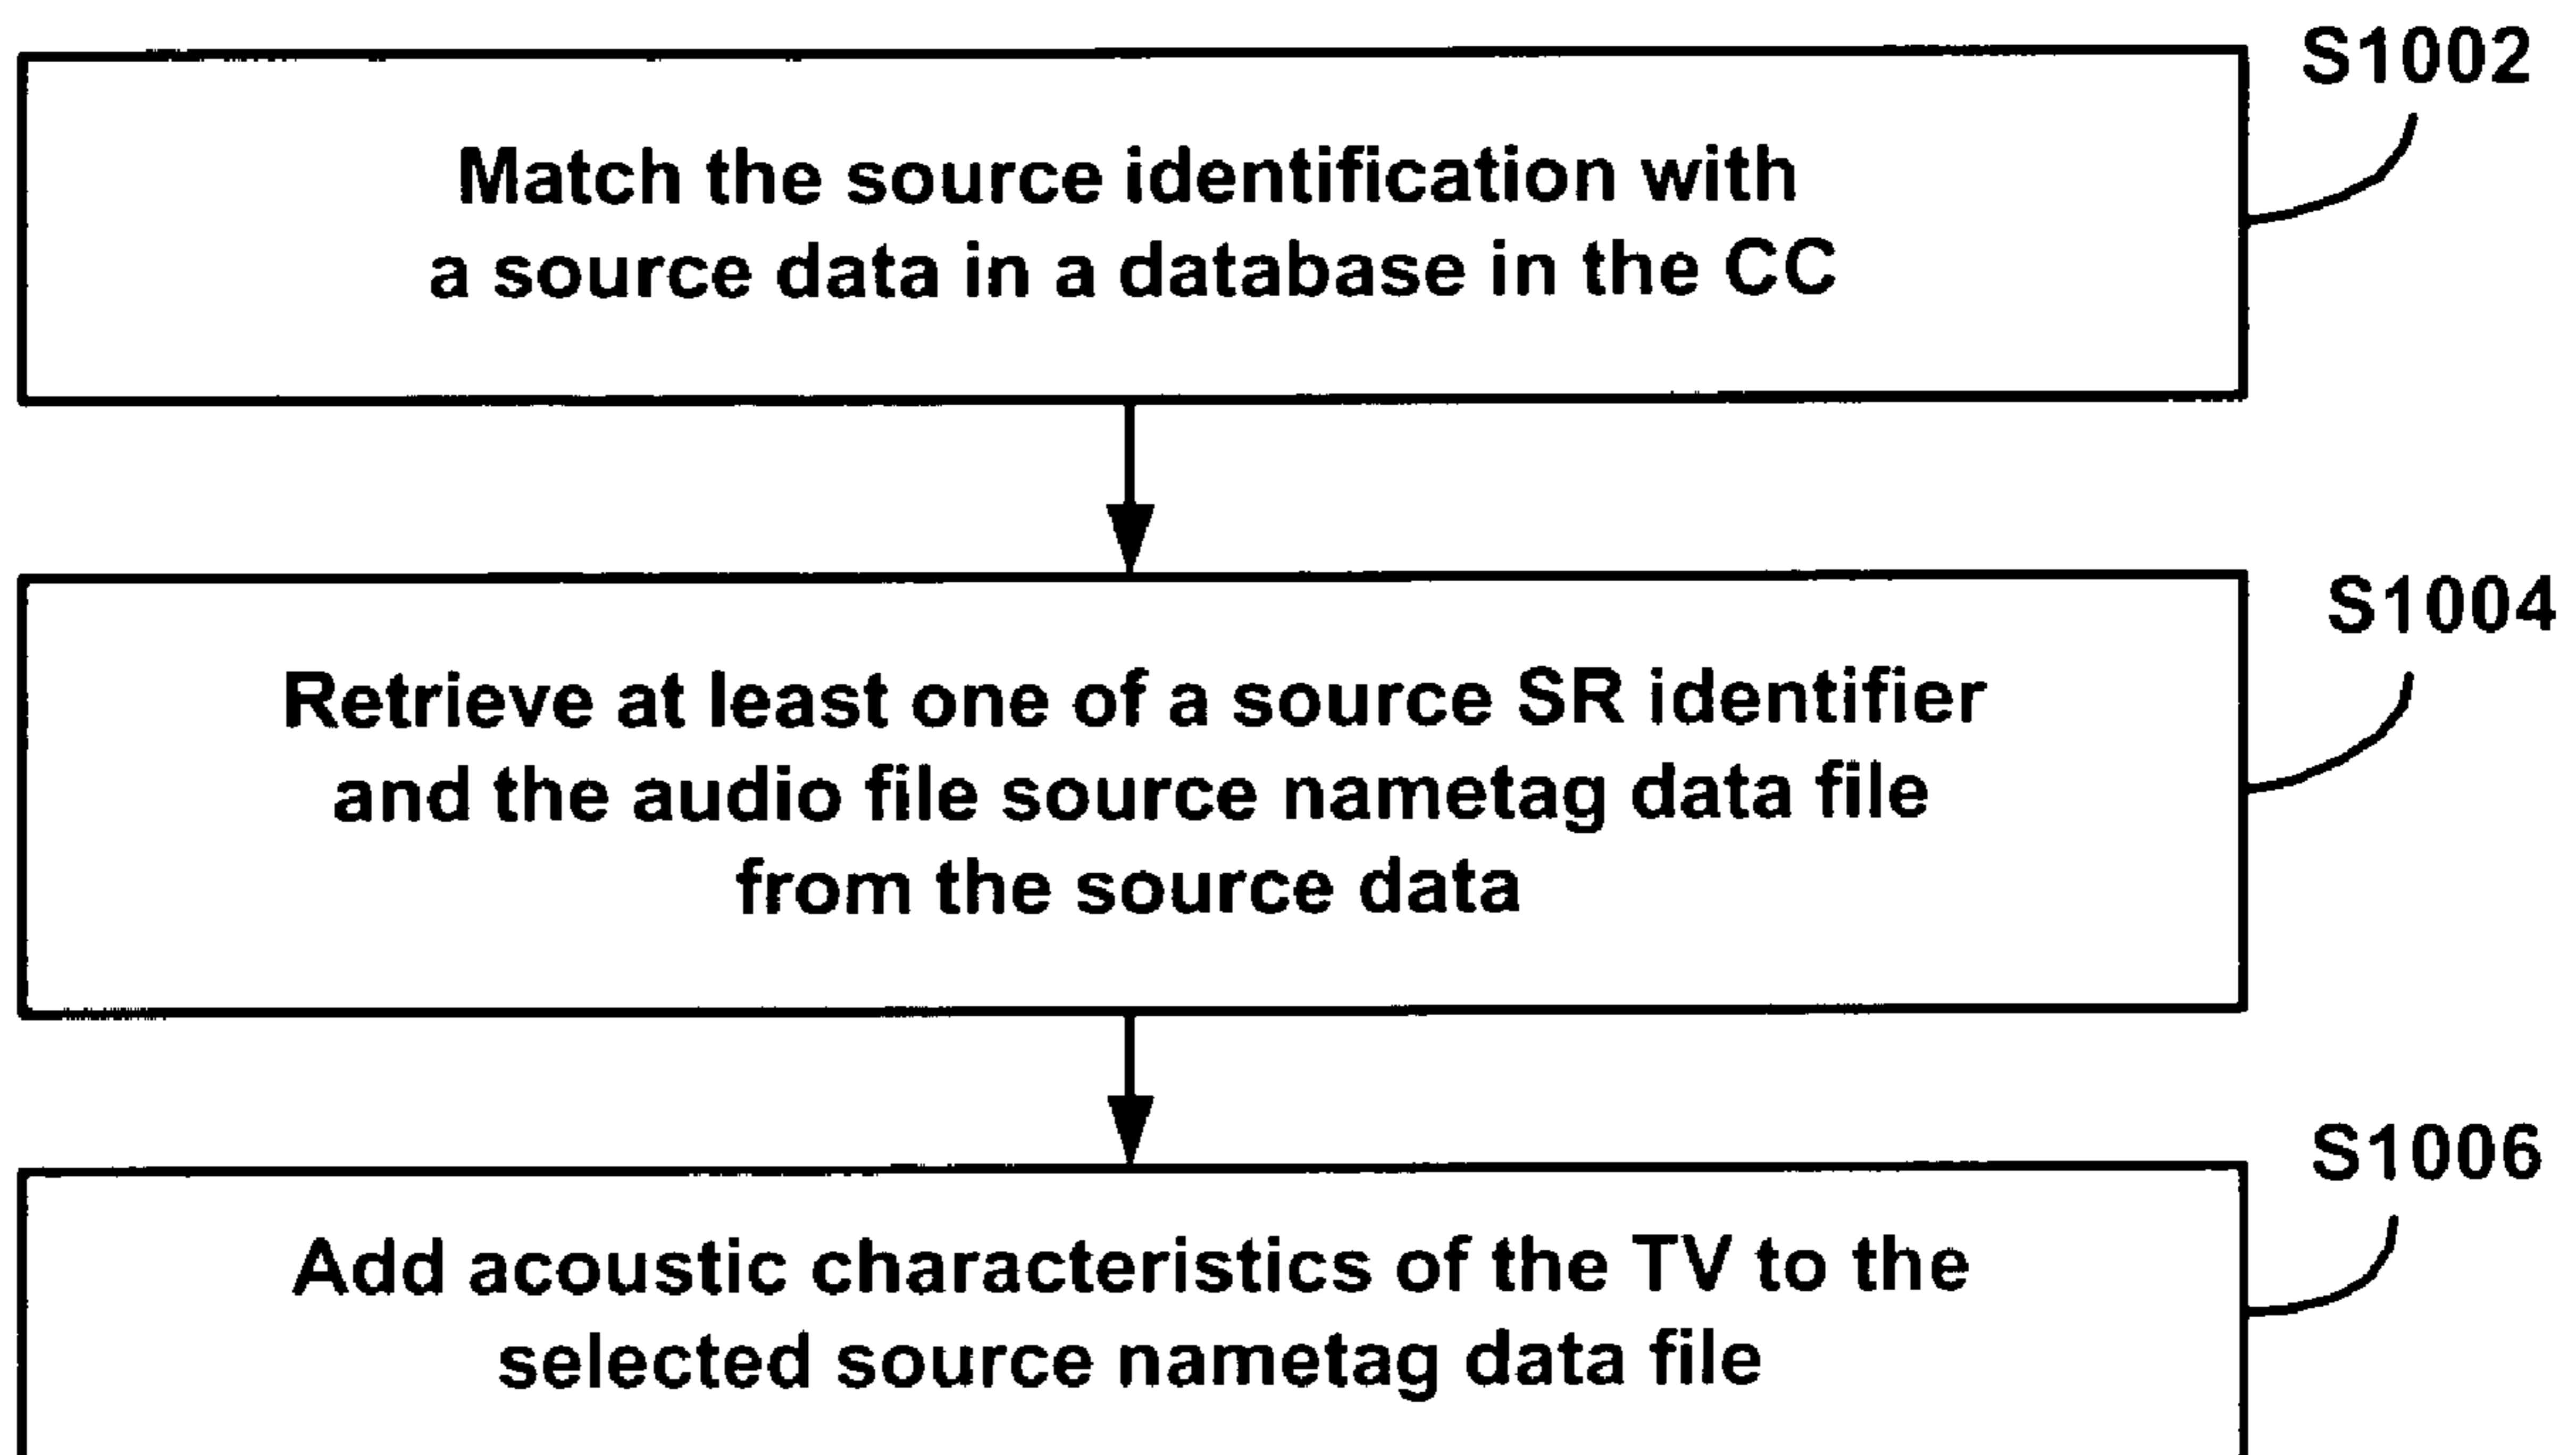 S1002
Match the source identification with
a source data in a database in the CC
S1004
Retrieve at least one of a source SR identifier
and the audio file source nametag data file
from the source data
S1006
Add acoustic characteristics of the TV to the
selected source nametag data file